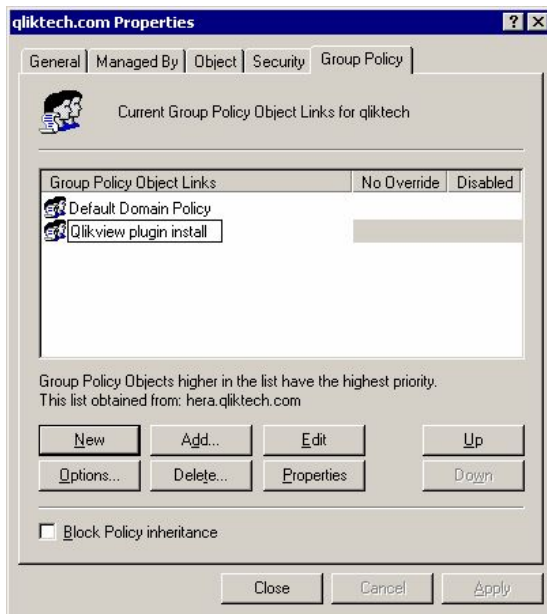 qliktech.com Properties
General Managed By Object Security Group Policy
Current Group Policy Object Links for qliktech
Group Policy Object Links No Override Disabled
Default Domain Policy
Qlikview plugin install
Group Policy Objects higher in the list have the highest priority.
This list obtained from: hera.qliktech.com
New Add... Edit Up
Options... Delete... Properties Down
Block Policy inheritance
Close Cancel Apply